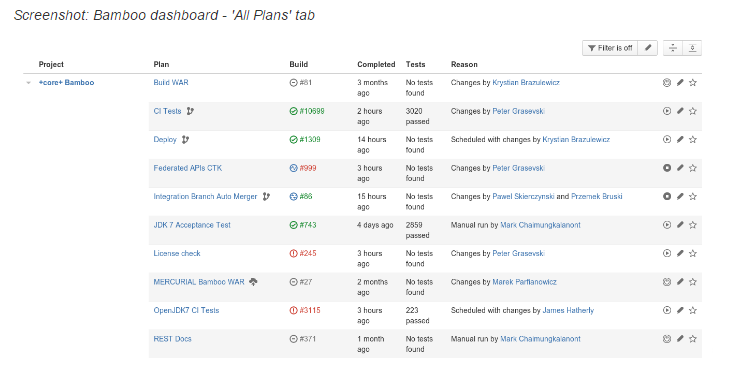 Screenshot: Bamboo dashboard - 'All Plans' tab
Filter is off
Project Plan Build Completed Tests Reason
+core+ Bamboo Build WAR #81 3 months ago No tests found Changes by Krystian Brazulewicz
CI Tests #10699 2 hours ago 3020 passed Changes by Peter Grasevski
Deploy #1309 14 hours ago No tests found Scheduled with changes by Krystian Brazulewicz
Federated APIs CTK #999 3 hours ago No tests found Changes by Peter Grasevski
Integration Branch Auto Merger #86 15 hours ago No tests found Changes by Pawel Skierczynski and Przemek Bruski
JDK 7 Acceptance Test #743 4 days ago 2859 passed Manual run by Mark Chaimungkalanont
License check #245 3 hours ago No tests found Changes by Peter Grasevski
MERCURIAL Bamboo WAR #27 2 months ago No tests found Changes by Marek Parfianowicz
OpenJDK7 CI Tests #3115 3 hours ago 223 passed Scheduled with changes by James Hatherly
REST Docs #371 1 month ago No tests found Manual run by Mark Chaimungkalanont